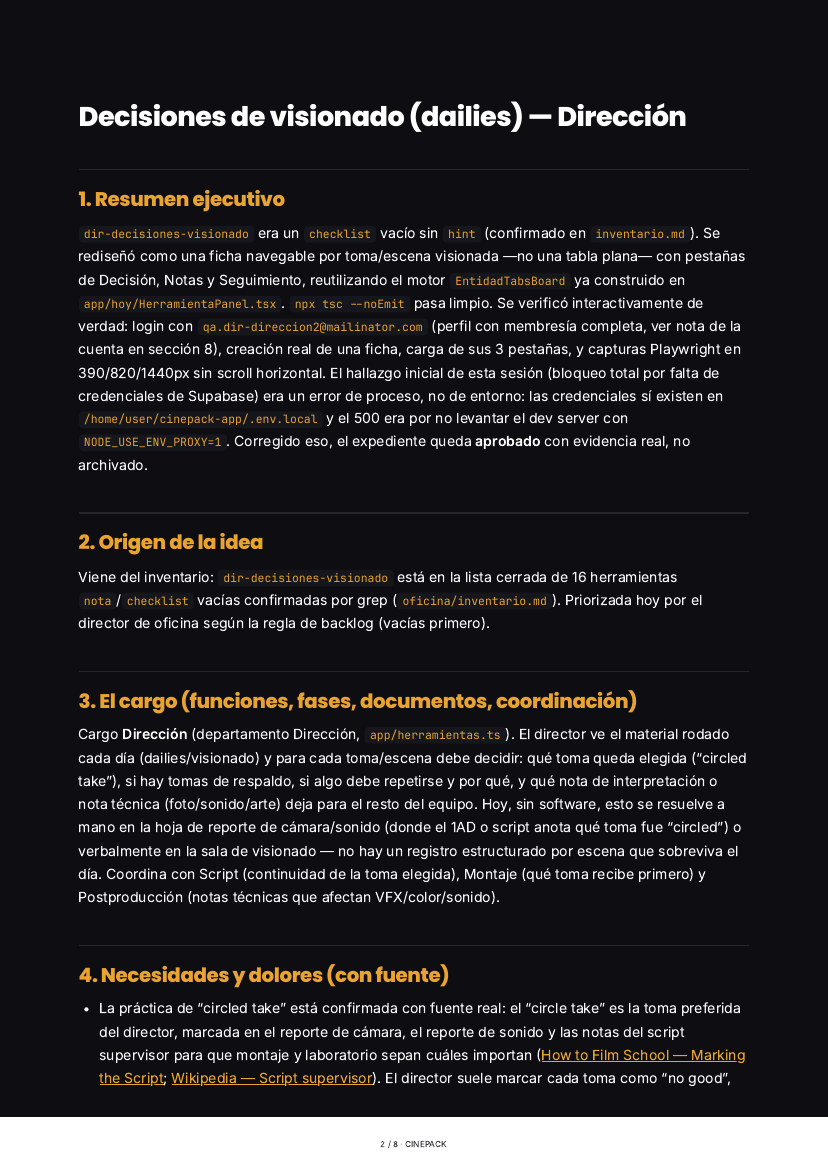 Decisiones de visionado (dailies) — Dirección
1. Resumen ejecutivo
dir-decisiones-visionado era un checklist vacío sin hint (confirmado en inventario.md ). Se
rediseñó como una ficha navegable por toma/escena visionada —no una tabla plana— con pestañas
de Decisión, Notas y Seguimiento, reutilizando el motor EntidadTabsBoard ya construido en
app/hoy/HerramientaPanel.tsx . npx tsc --noEmit pasa limpio. Se verificó interactivamente de
verdad: login con qa.dir-direccion2@mailinator.com (perfil con membresía completa, ver nota de la
cuenta en sección 8), creación real de una ficha, carga de sus 3 pestañas, y capturas Playwright en
390/820/1440px sin scroll horizontal. El hallazgo inicial de esta sesión (bloqueo total por falta de
credenciales de Supabase) era un error de proceso, no de entorno: las credenciales sí existen en
/home/user/cinepack-app/.env.local y el 500 era por no levantar el dev server con
NODE_USE_ENV_PROXY=1 . Corregido eso, el expediente queda aprobado con evidencia real, no
archivado.
2. Origen de la idea
Viene del inventario: dir-decisiones-visionado está en la lista cerrada de 16 herramientas
nota / checklist vacías confirmadas por grep ( oficina/inventario.md ). Priorizada hoy por el
director de oficina según la regla de backlog (vacías primero).
3. El cargo (funciones, fases, documentos, coordinación)
Cargo Dirección (departamento Dirección, app/herramientas.ts ). El director ve el material rodado
cada día (dailies/visionado) y para cada toma/escena debe decidir: qué toma queda elegida (“circled
take”), si hay tomas de respaldo, si algo debe repetirse y por qué, y qué nota de interpretación o
nota técnica (foto/sonido/arte) deja para el resto del equipo. Hoy, sin software, esto se resuelve a
mano en la hoja de reporte de cámara/sonido (donde el 1AD o script anota qué toma fue “circled”) o
verbalmente en la sala de visionado — no hay un registro estructurado por escena que sobreviva el
día. Coordina con Script (continuidad de la toma elegida), Montaje (qué toma recibe primero) y
Postproducción (notas técnicas que afectan VFX/color/sonido).
4. Necesidades y dolores (con fuente)
• La práctica de “circled take” está confirmada con fuente real: el “circle take” es la toma preferida
del director, marcada en el reporte de cámara, el reporte de sonido y las notas del script
supervisor para que montaje y laboratorio sepan cuáles importan (How to Film School — Marking
the Script; Wikipedia — Script supervisor). El director suele marcar cada toma como “no good”,
2 / 8 · CINEPACK